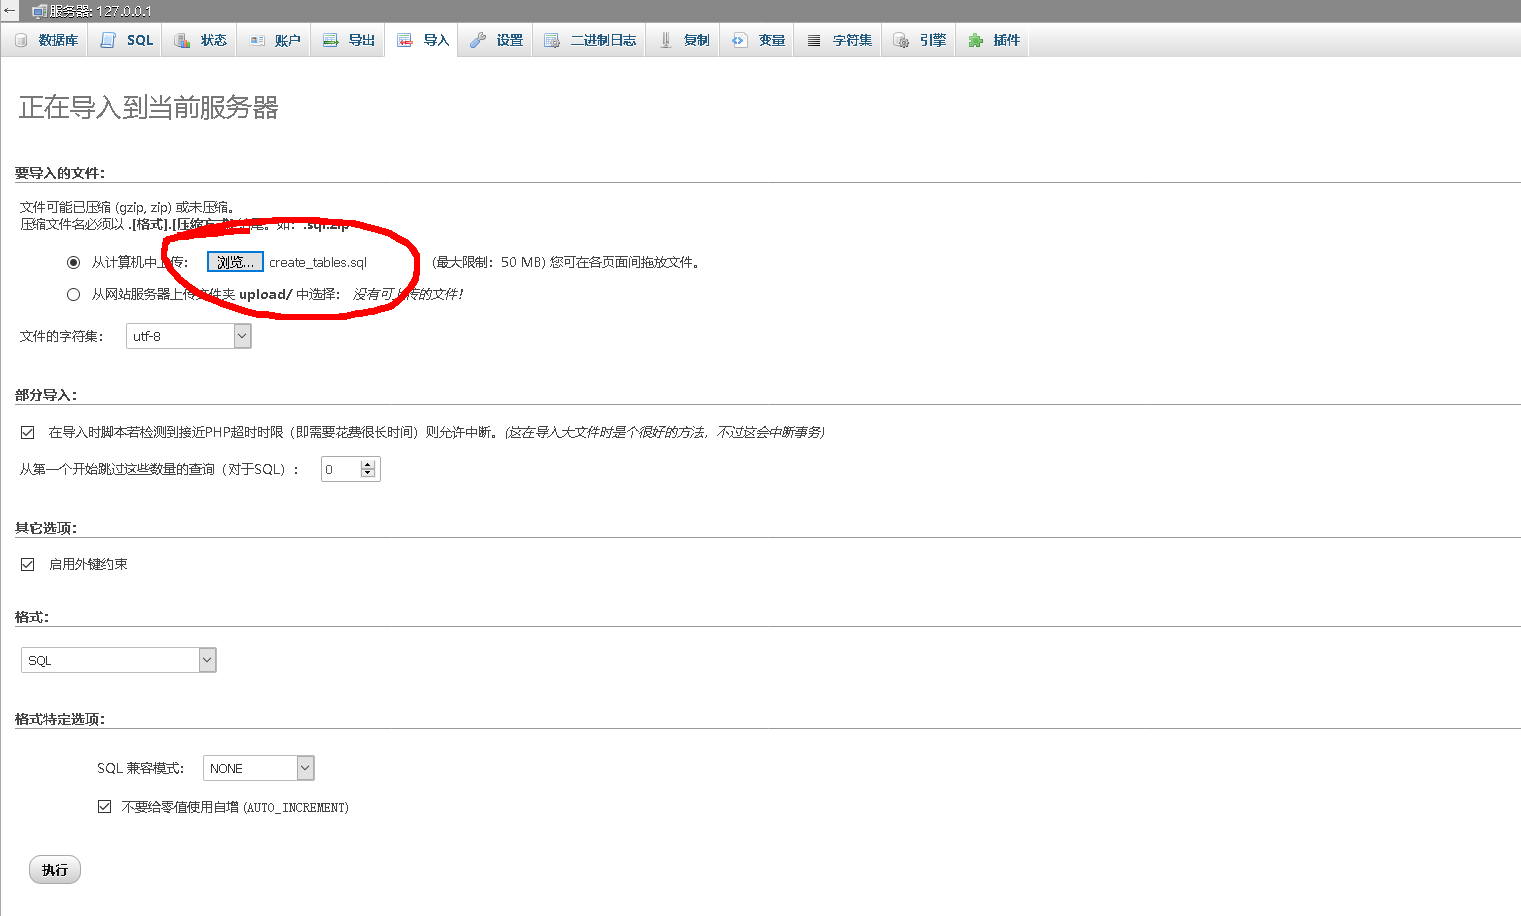 服务器: 127.0.0.1
数据库 SQL 状态 账户 导出 导入 设置 二进制日志 复制 变量 字符集 引擎 插件
正在导入到当前服务器
要导入的文件:
文件可能已压缩 (gzip, zip) 或未压缩。
压缩文件名必须以 .[格式].[压缩方式] 结尾。如: .sql.zip
从计算机中上传: 浏览... create_tables.sql (最大限制: 50 MB) 您可在各页面间拖放文件。
从网站服务器上传文件夹 upload/ 中选择: 没有可上传的文件!
文件的字符集: utf-8
部分导入:
在导入时脚本若检测到接近PHP超时时限（即需要花费很长时间）则允许中断。(这在导入大文件时是个很好的方法，不过这会中断事务)
从第一个开始跳过这些数量的查询（对于SQL）: 0
其它选项:
启用外键约束
格式:
SQL
格式特定选项:
SQL 兼容模式: NONE
不要给零值使用自增 (AUTO_INCREMENT)
执行